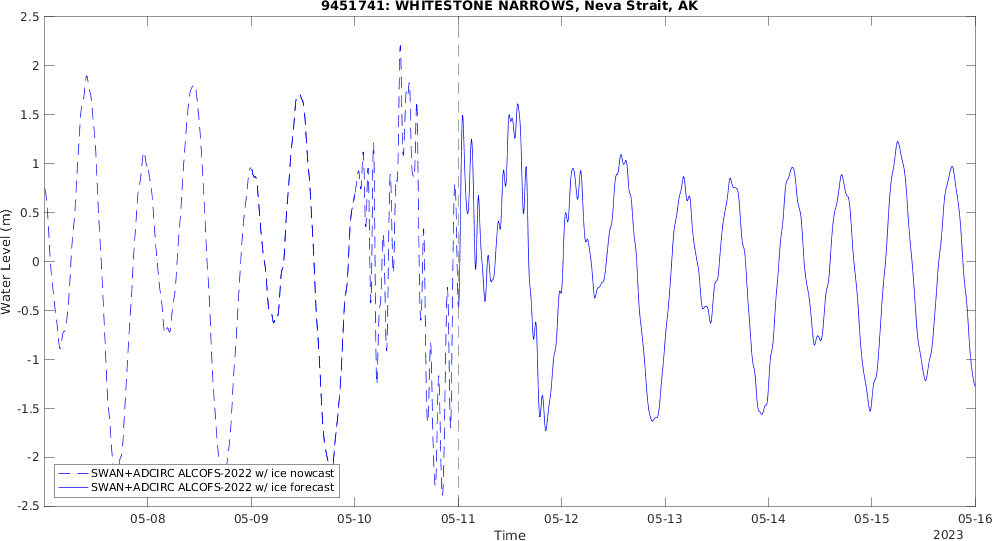 9451741: WHITESTONE NARROWS, Neva Strait, AK
2.5
2
1.5
1
0.5
0
-0.5
-1
-1.5
-2
-2.5
Water Level (m)
SWAN+ADCIRC ALCOFS-2022 w/ ice nowcast
SWAN+ADCIRC ALCOFS-2022 w/ ice forecast
05-08 05-09 05-10 05-11 05-12 05-13 05-14 05-15 05-16
Time
2023